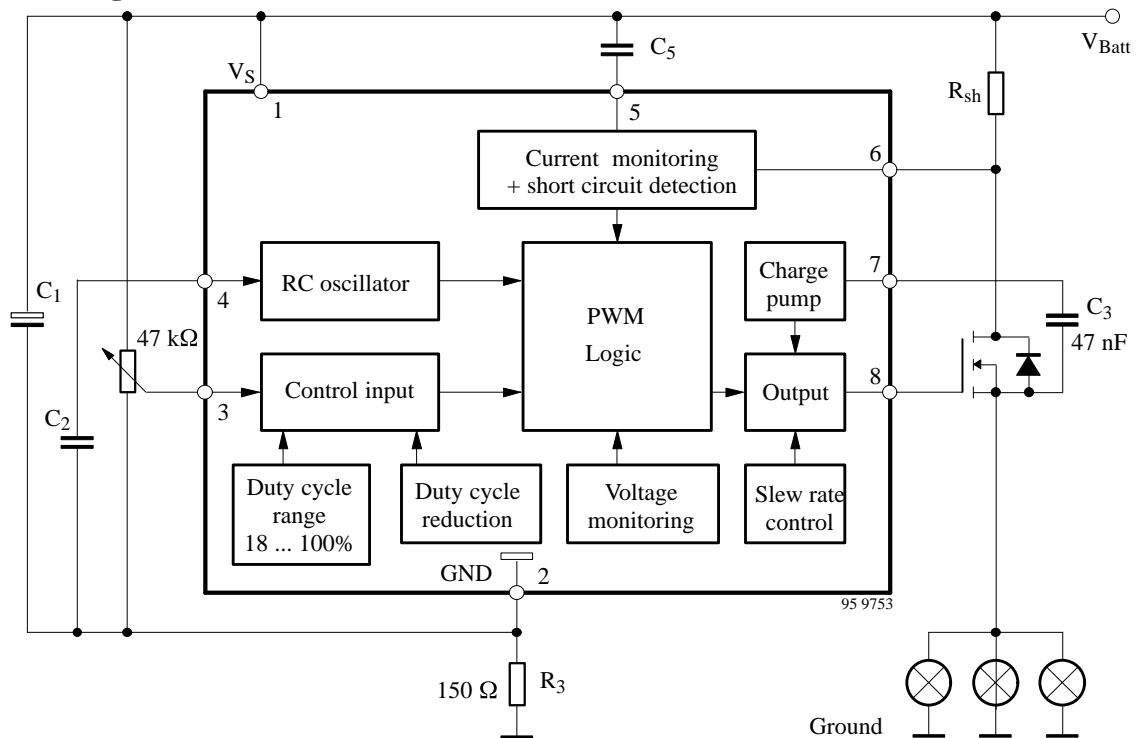 V_Batt
C5
VS
1
5
Rsh
Current monitoring
+ short circuit detection
6
C1
4
RC oscillator
PWM
Logic
Charge
pump
7
C3
47 nF
47 kΩ
3
Control input
Output
8
C2
Duty cycle
range
18 ... 100%
Duty cycle
reduction
Voltage
monitoring
Slew rate
control
GND
2
95 9753
150 Ω
R3
Ground